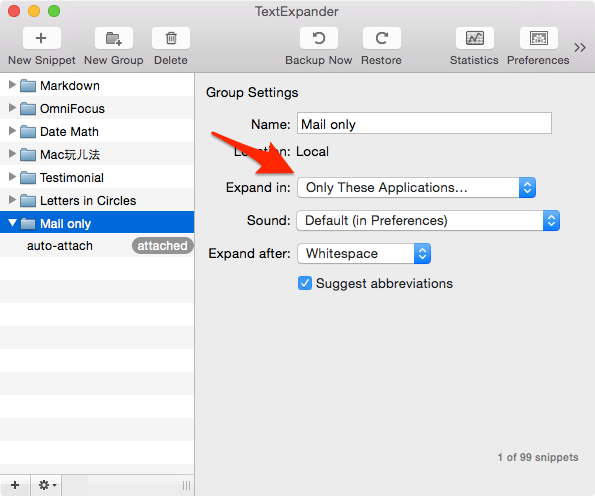 TextExpander
New Snippet New Group Delete Backup Now Restore Statistics Preferences
Markdown
OmniFocus
Date Math
Mac玩儿法
Testimonial
Letters in Circles
Mail only
auto-attach attached
Group Settings
Name: Mail only
Location: Local
Expand in: Only These Applications...
Sound: Default (in Preferences)
Expand after: Whitespace
Suggest abbreviations
1 of 99 snippets